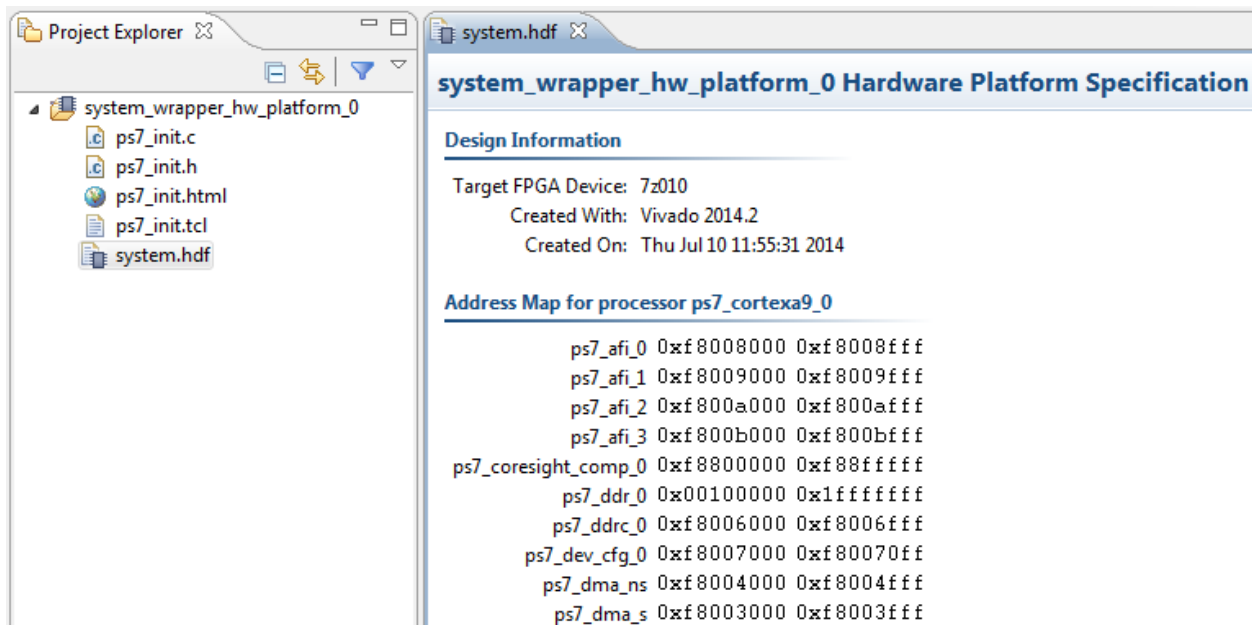 Project Explorer
system_wrapper_hw_platform_0
ps7_init.c
ps7_init.h
ps7_init.html
ps7_init.tcl
system.hdf
system.hdf
system_wrapper_hw_platform_0 Hardware Platform Specification
Design Information
Target FPGA Device: 7z010
Created With: Vivado 2014.2
Created On: Thu Jul 10 11:55:31 2014
Address Map for processor ps7_cortexa9_0
ps7_afi_0 0xf8008000 0xf8008fff
ps7_afi_1 0xf8009000 0xf8009fff
ps7_afi_2 0xf800a000 0xf800afff
ps7_afi_3 0xf800b000 0xf800bfff
ps7_coresight_comp_0 0xf8800000 0xf88fffff
ps7_ddr_0 0x00100000 0x1fffffff
ps7_ddrc_0 0xf8006000 0xf8006fff
ps7_dev_cfg_0 0xf8007000 0xf80070ff
ps7_dma_ns 0xf8004000 0xf8004fff
ps7_dma_s 0xf8003000 0xf8003fff